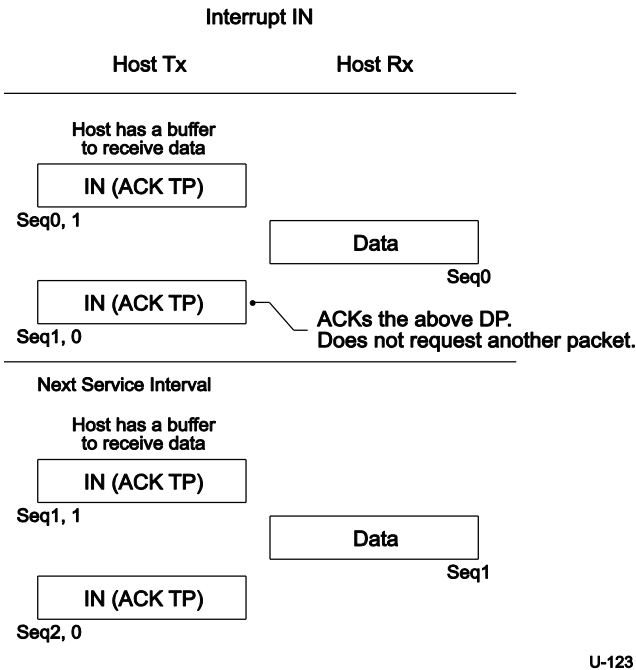 Interrupt IN
Host Tx
Host Rx
Host has a buffer
to receive data
IN (ACK TP)
Seq0, 1
Data
Seq0
IN (ACK TP)
Seq1, 0
ACKs the above DP.
Does not request another packet.
Next Service Interval
Host has a buffer
to receive data
IN (ACK TP)
Seq1, 1
Data
Seq1
IN (ACK TP)
Seq2, 0
U-123